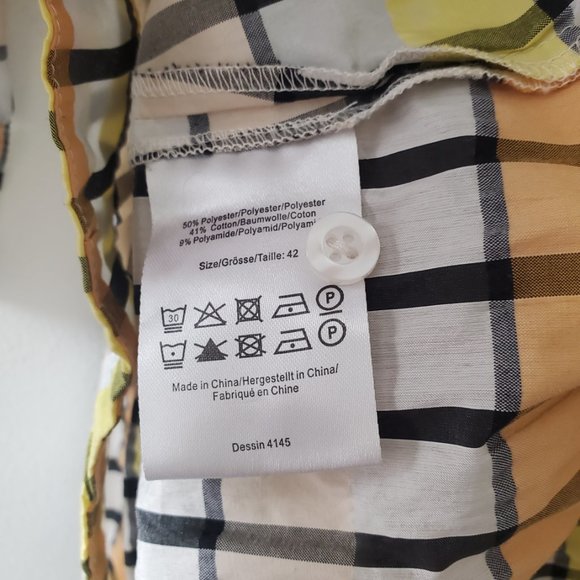 50% Polyester/Polyester/Polyester
41% Cotton/Baumwolle/Coton
9% Polyamide/Polyamid/Polyami
Size/Grösse/Taille: 42
30 P
P
Made in China/Hergestellt in China/
Fabriqué en Chine
Dessin 4145